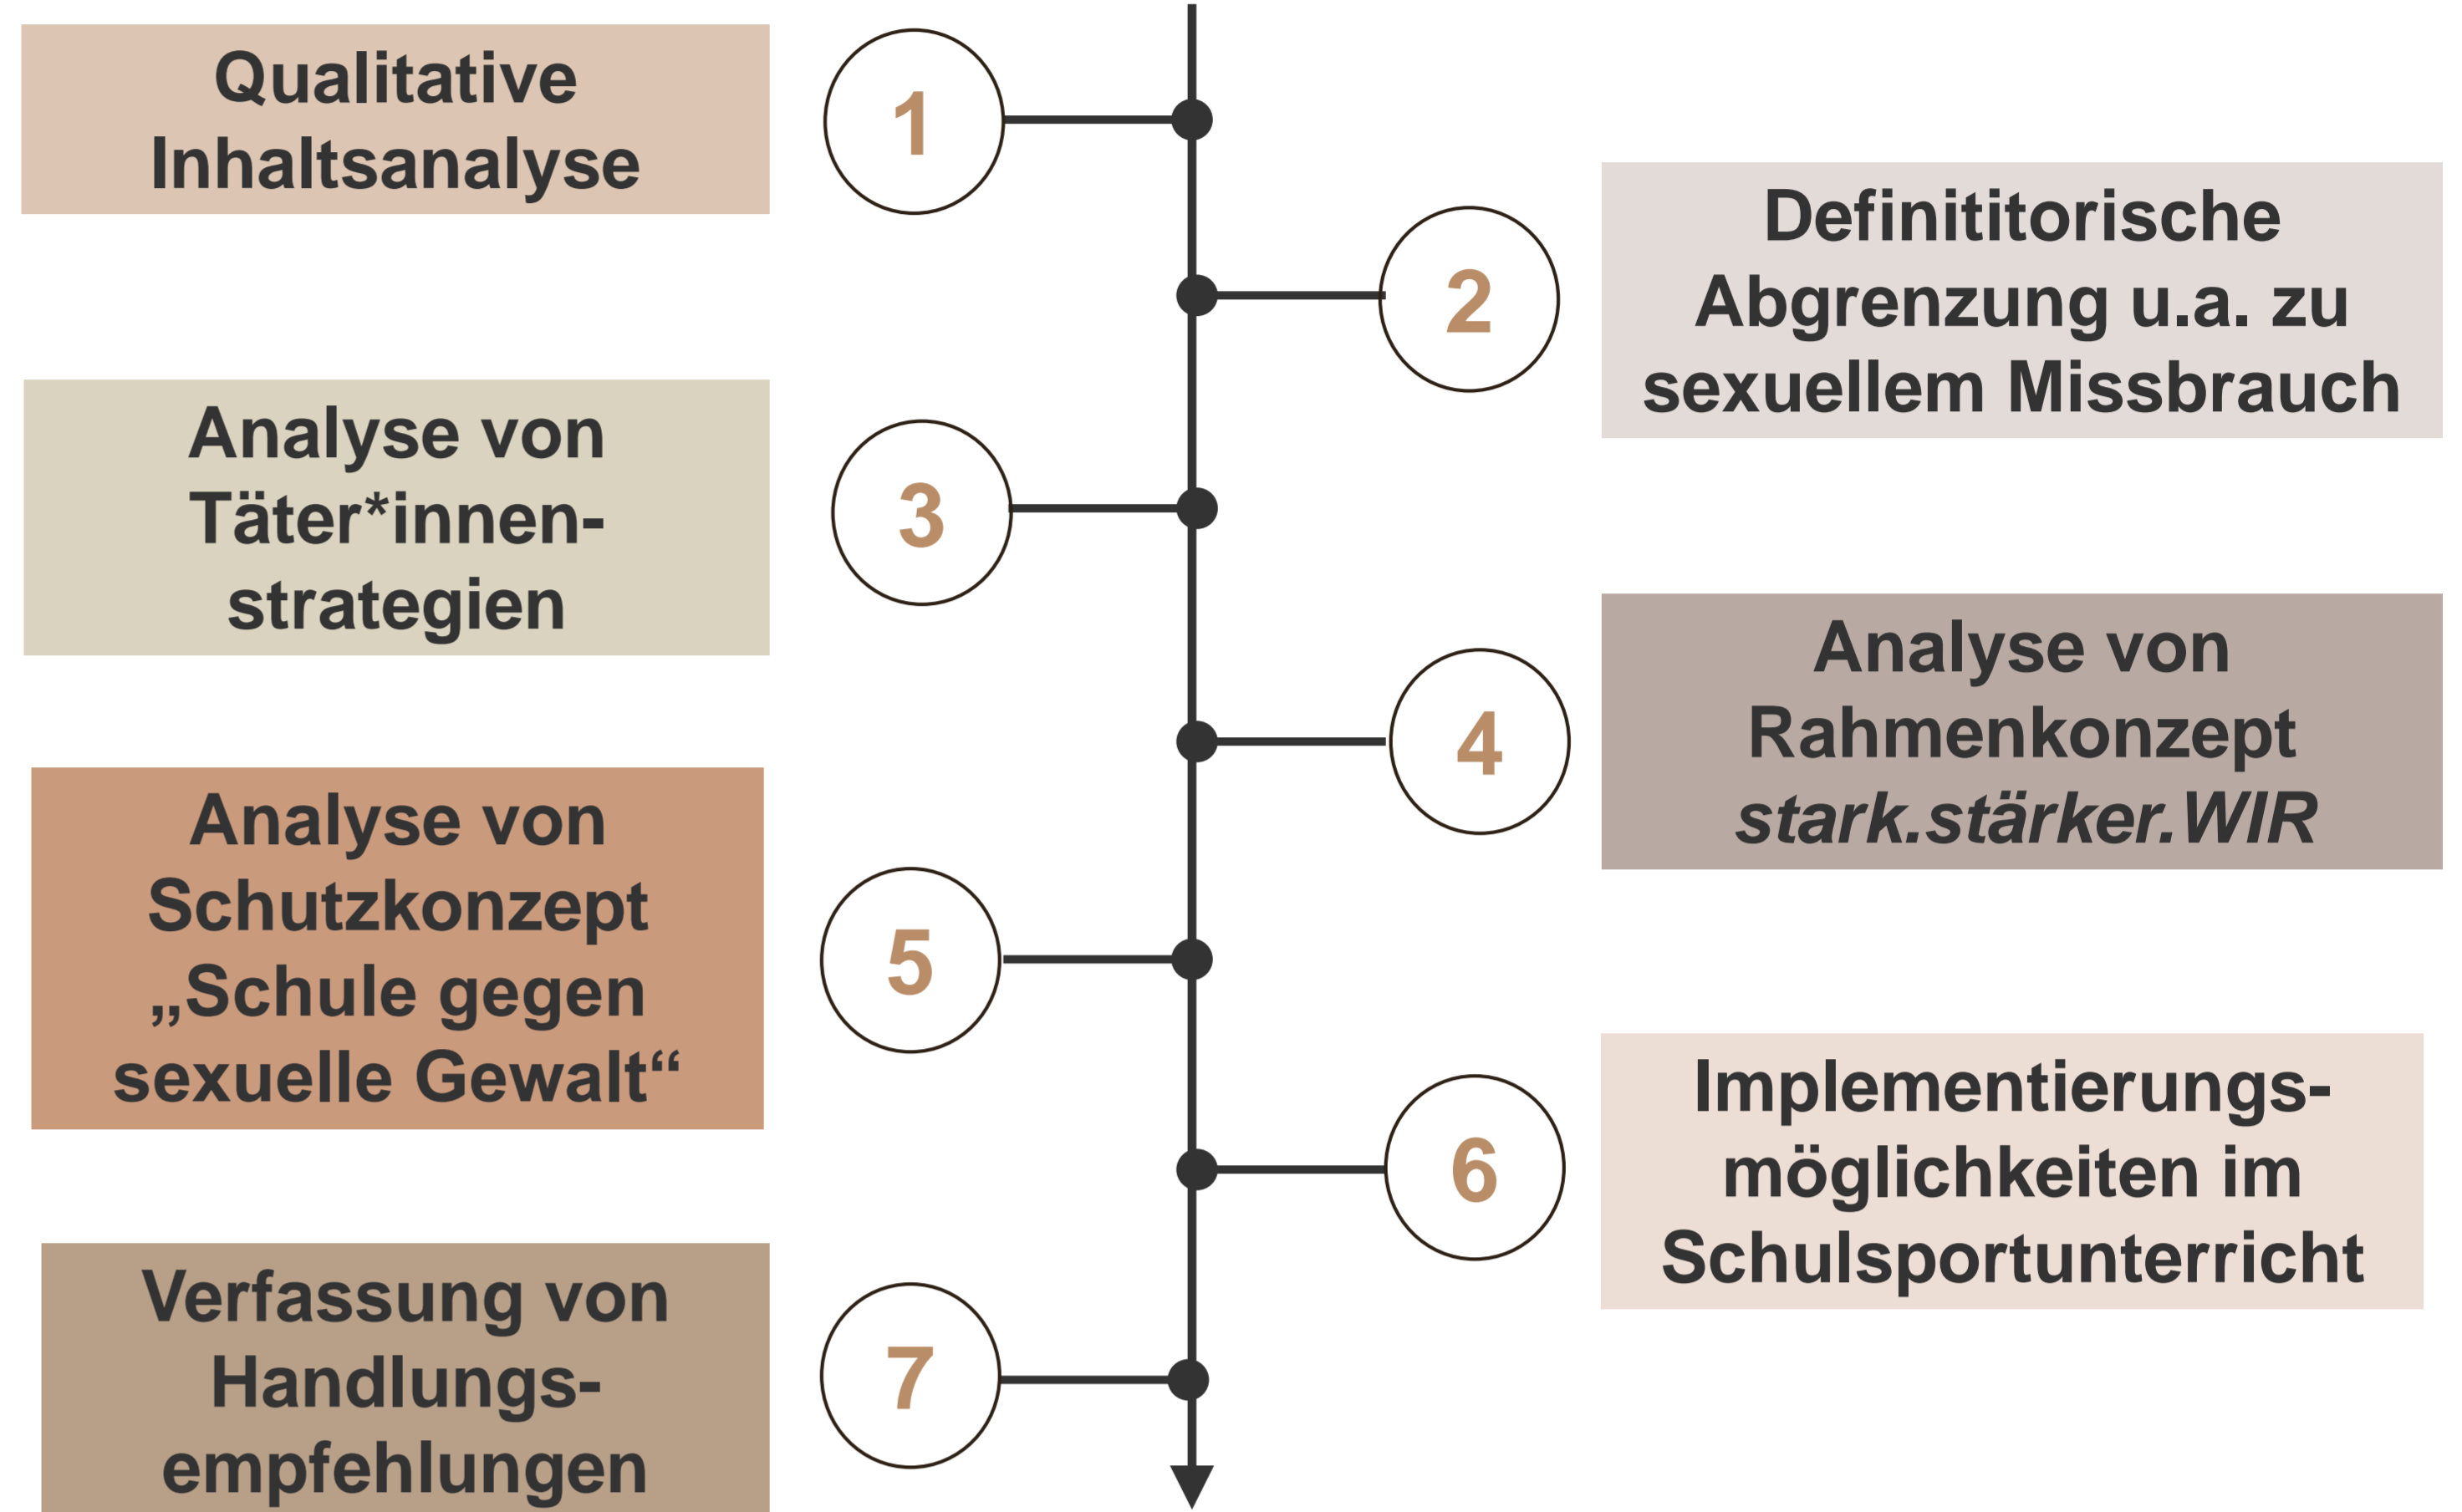 Qualitative
Inhaltsanalyse
1
2
Definititorische
Abgrenzung u.a. zu
sexuellem Missbrauch
Analyse von
Täter*innen-
strategien
3
4
Analyse von
Rahmenkonzept
stark.stärker.WIR
Analyse von
Schutzkonzept
„Schule gegen
sexuelle Gewalt“
5
6
Implementierungs-
möglichkeiten im
Schulsportunterricht
Verfassung von
Handlungs-
empfehlungen
7